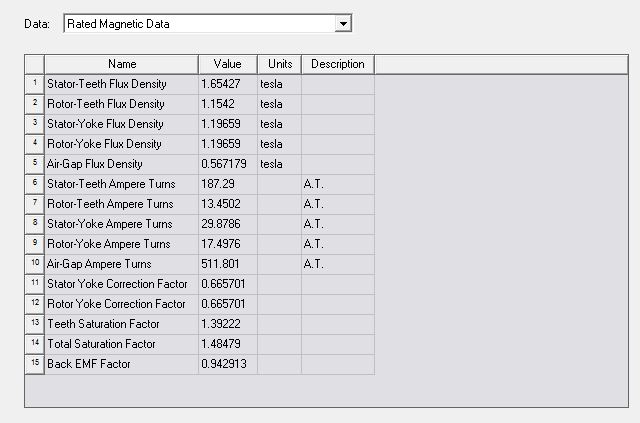 Data: Rated Magnetic Data
Name Value Units Description
1 Stator-Teeth Flux Density 1.65427 tesla
2 Rotor-Teeth Flux Density 1.1542 tesla
3 Stator-Yoke Flux Density 1.19659 tesla
4 Rotor-Yoke Flux Density 1.19659 tesla
5 Air-Gap Flux Density 0.567179 tesla
6 Stator-Teeth Ampere Turns 187.29 A.T.
7 Rotor-Teeth Ampere Turns 13.4502 A.T.
8 Stator-Yoke Ampere Turns 29.8786 A.T.
9 Rotor-Yoke Ampere Turns 17.4976 A.T.
10 Air-Gap Ampere Turns 511.801 A.T.
11 Stator Yoke Correction Factor 0.665701
12 Rotor Yoke Correction Factor 0.665701
13 Teeth Saturation Factor 1.39222
14 Total Saturation Factor 1.48479
15 Back EMF Factor 0.942913